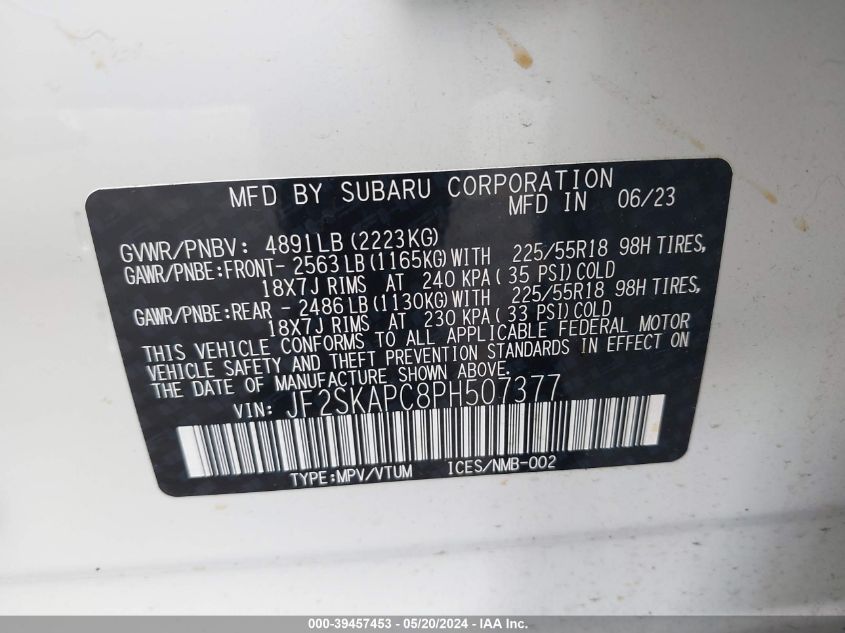 MFD BY SUBARU CORPORATION
MFD IN 06/23
GVWR/PNBV: 4891LB (2223KG)
GAWR/PNBE:FRONT- 2563LB(1165KG)WITH 225/55R18 98H TIRES,
18X7J RIMS AT 240 KPA( 35 PSI)COLD
GAWR/PNBE:REAR - 2486LB(1130KG)WITH 225/55R18 98H TIRES,
18X7J RIMS AT 230 KPA( 33 PSI)COLD
THIS VEHICLE CONFORMS TO ALL APPLICABLE FEDERAL MOTOR
VEHICLE SAFETY AND THEFT PREVENTION STANDARDS IN EFFECT ON
THE DATE OF MANUFACTURE SHOWN ABOVE.
VIN: JF2SKAPC8PH507377
TYPE:MPV/VTUM ICES/NMB-002
000-39457453 - 05/20/2024 - IAA, Inc.